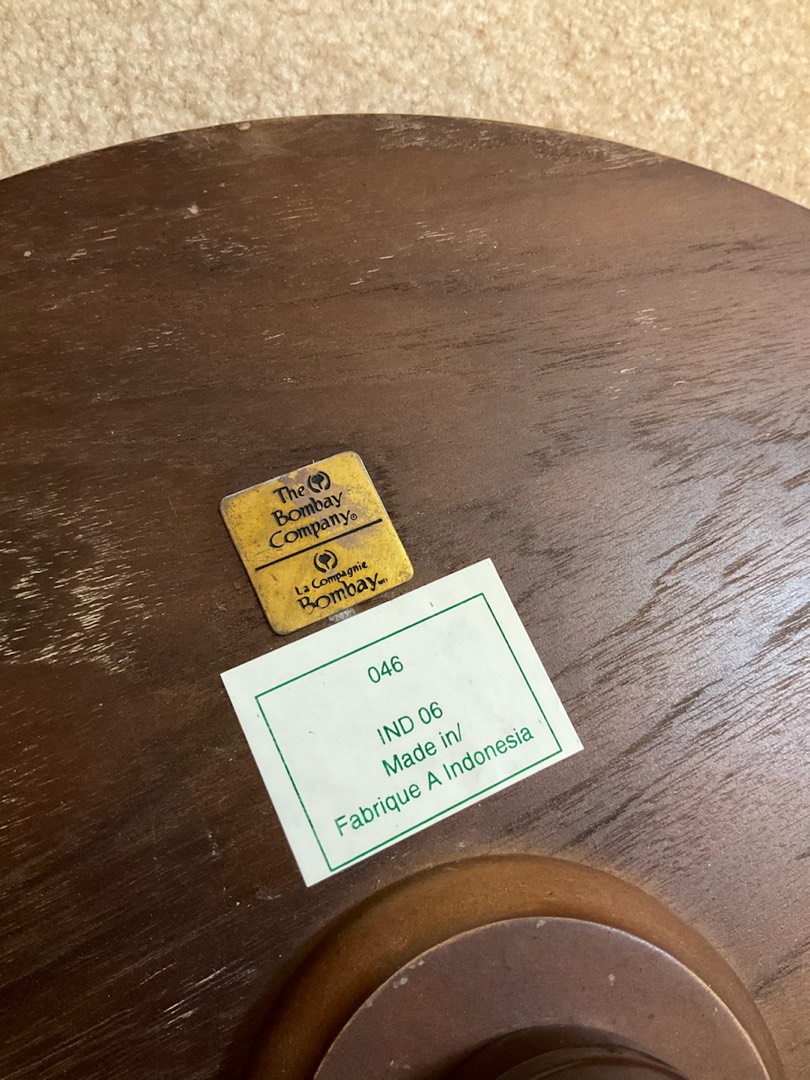 The
Bombay
Company®
La Compagnie
Bombay
046
IND 06
Made in/
Fabrique A Indonesia